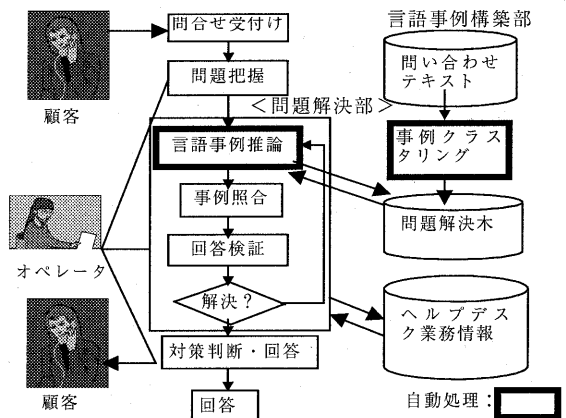 問合せ受付け
言語事例構築部
問い合わせ
テキスト
問題把握
顧客
<問題解決部>
言語事例推論
事例クラス
タリング
事例照合
問題解決木
回答検証
オペレータ
解決?
ヘルプデス
ク業務情報
対策判断・回答
顧客
回答
自動処理: